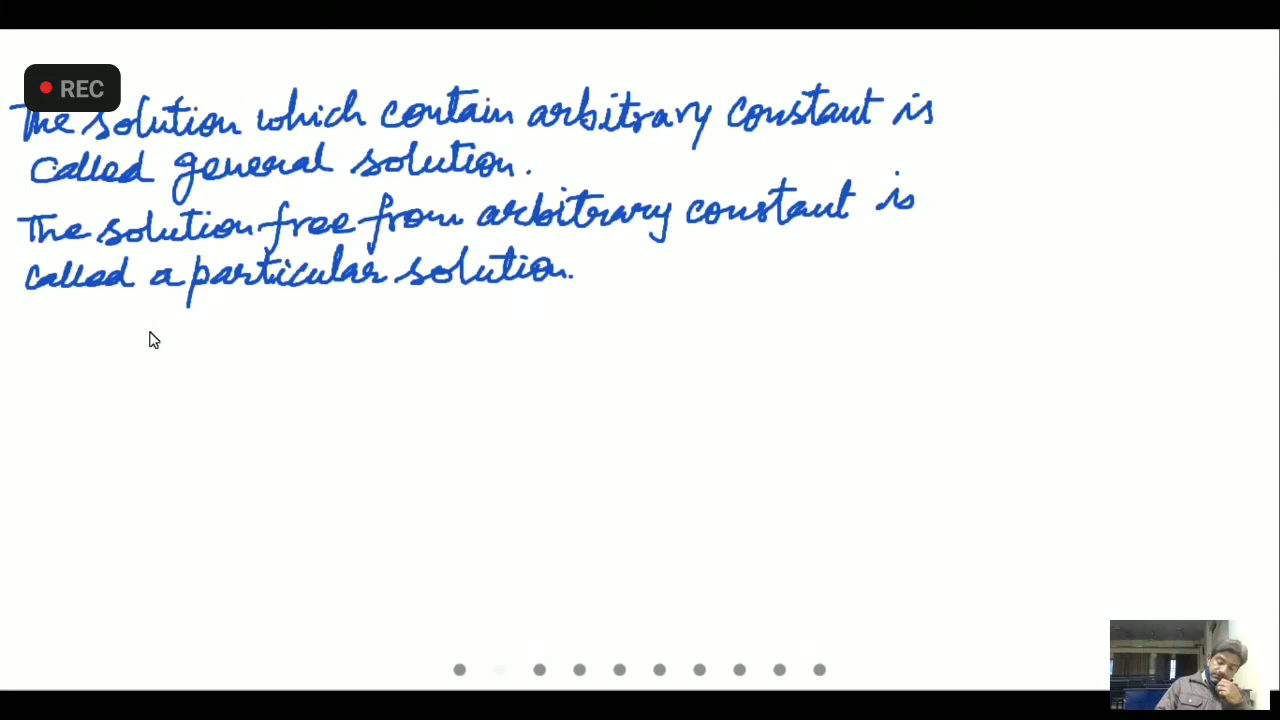 REC
The solution which contain arbitrary constant is
called general solution.
The solution free from arbitrary constant is
called a particular solution.